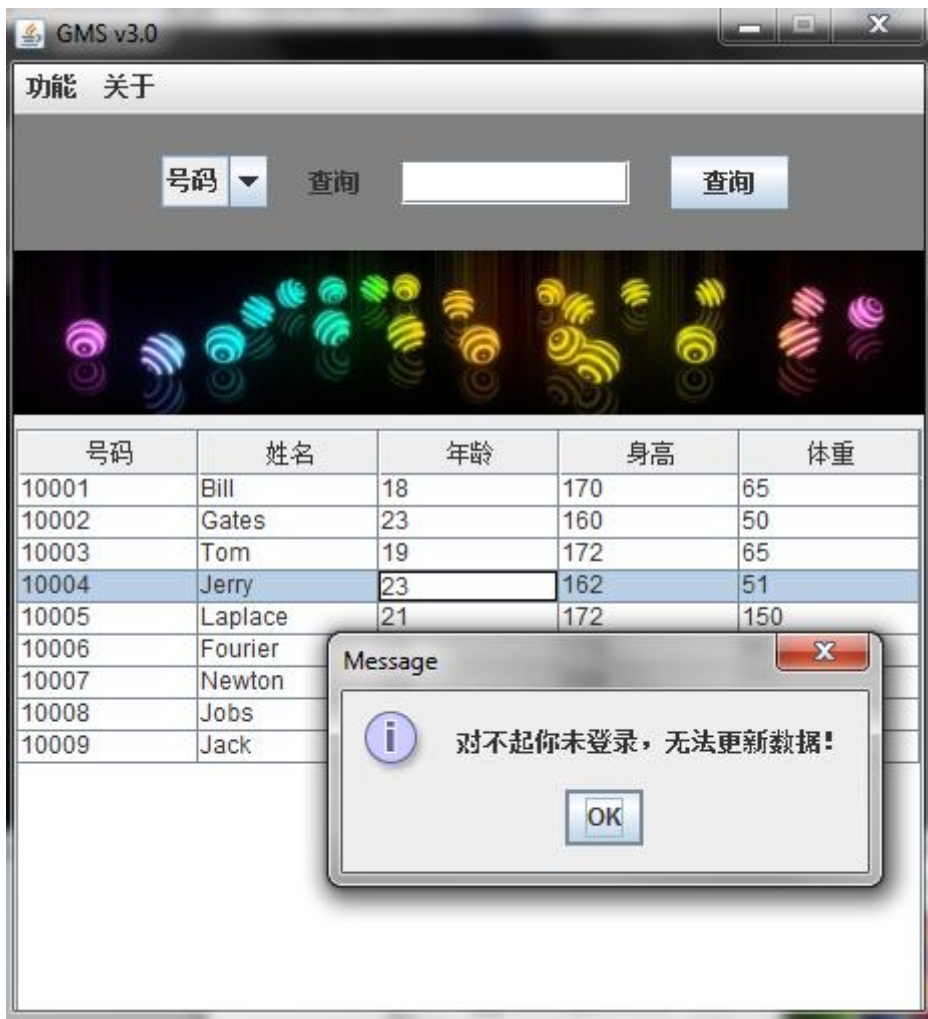 GMS v3.0
功能 关于
号码 查询 查询
号码 姓名 年龄 身高 体重
10001 Bill 18 170 65
10002 Gates 23 160 50
10003 Tom 19 172 65
10004 Jerry 23 162 51
10005 Laplace 21 172 150
10006 Fourier
10007 Newton
10008 Jobs
10009 Jack
Message
对不起你未登录，无法更新数据!
OK